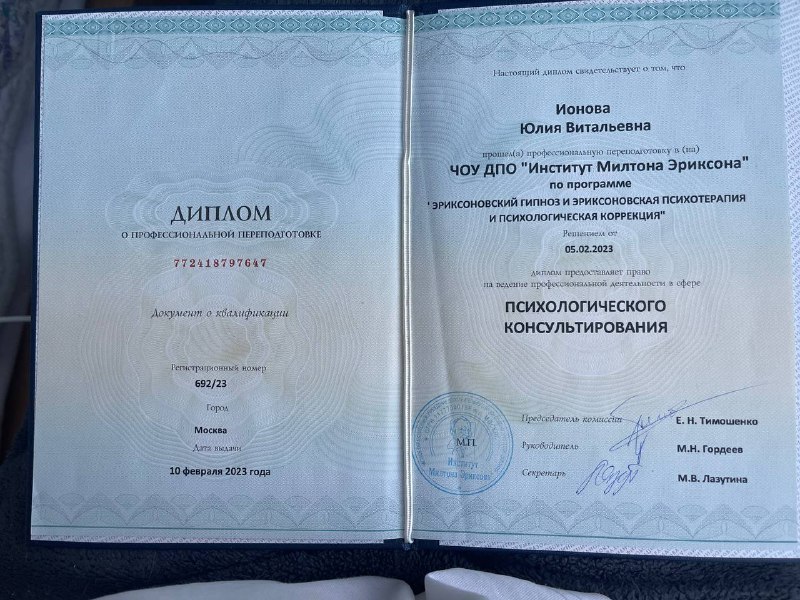 ДИПЛОМ
О ПРОФЕССИОНАЛЬНОЙ ПЕРЕПОДГОТОВКЕ
772418797647
Документ о квалификации
Регистрационный номер
692/23
Город
Москва
Дата выдачи
10 февраля 2023 года
Настоящий диплом свидетельствует о том, что
Ионова
Юлия Витальевна
прошел(а) профессиональную переподготовку в (на)
ЧОУ ДПО "Институт Милтона Эриксона"
по программе
" ЭРИКСОНОВСКИЙ ГИПНОЗ И ЭРИКСОНОВСКАЯ ПСИХОТЕРАПИЯ
И ПСИХОЛОГИЧЕСКАЯ КОРРЕКЦИЯ"
Решением от
05.02.2023
диплом предоставляет право
на ведение профессиональной деятельности в сфере
ПСИХОЛОГИЧЕСКОГО
КОНСУЛЬТИРОВАНИЯ
Председатель комиссии
Е. Н. Тимошенко
Руководитель
М.Н. Гордеев
Секретарь
М.В. Лазутина
М.П.
Институт
Милтона Эриксона